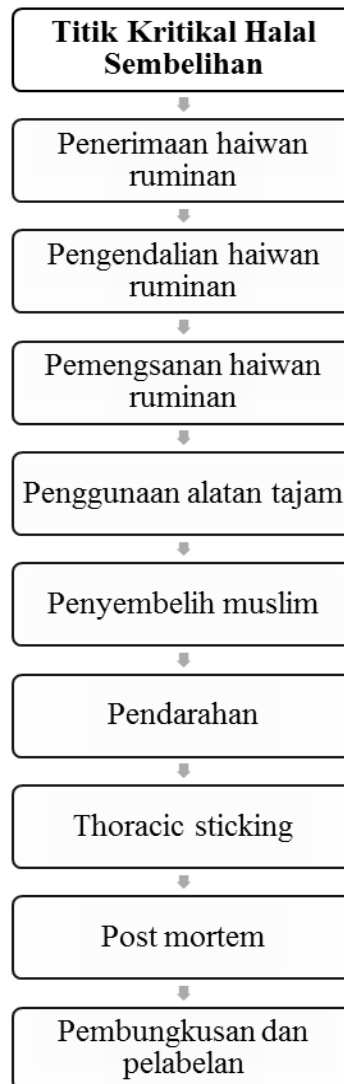 Titik Kritikal Halal
Sembelihan
Penerimaan haiwan
ruminan
Pengendalian haiwan
ruminan
Pemengsanan haiwan
ruminan
Penggunaan alatan tajam
Penyembelih muslim
Pendarahan
Thoracic sticking
Post mortem
Pembungkusan dan
pelabelan